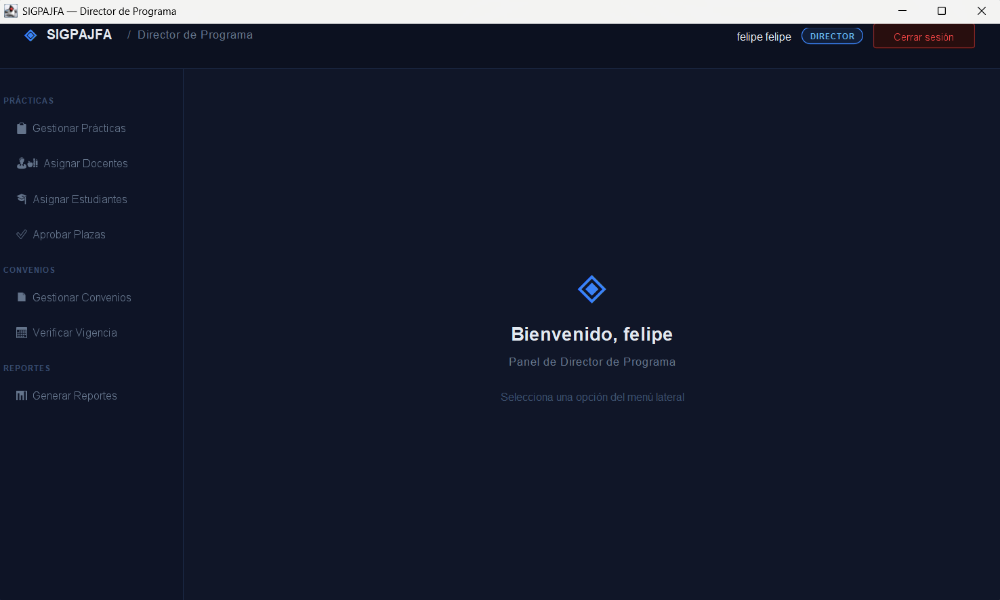 SIGPAJFA — Director de Programa
SIGPAJFA / Director de Programa
felipe felipe DIRECTOR Cerrar sesión
PRÁCTICAS
Gestionar Prácticas
Asignar Docentes
Asignar Estudiantes
Aprobar Plazas
CONVENIOS
Gestionar Convenios
Verificar Vigencia
REPORTES
Generar Reportes
Bienvenido, felipe
Panel de Director de Programa
Selecciona una opción del menú lateral